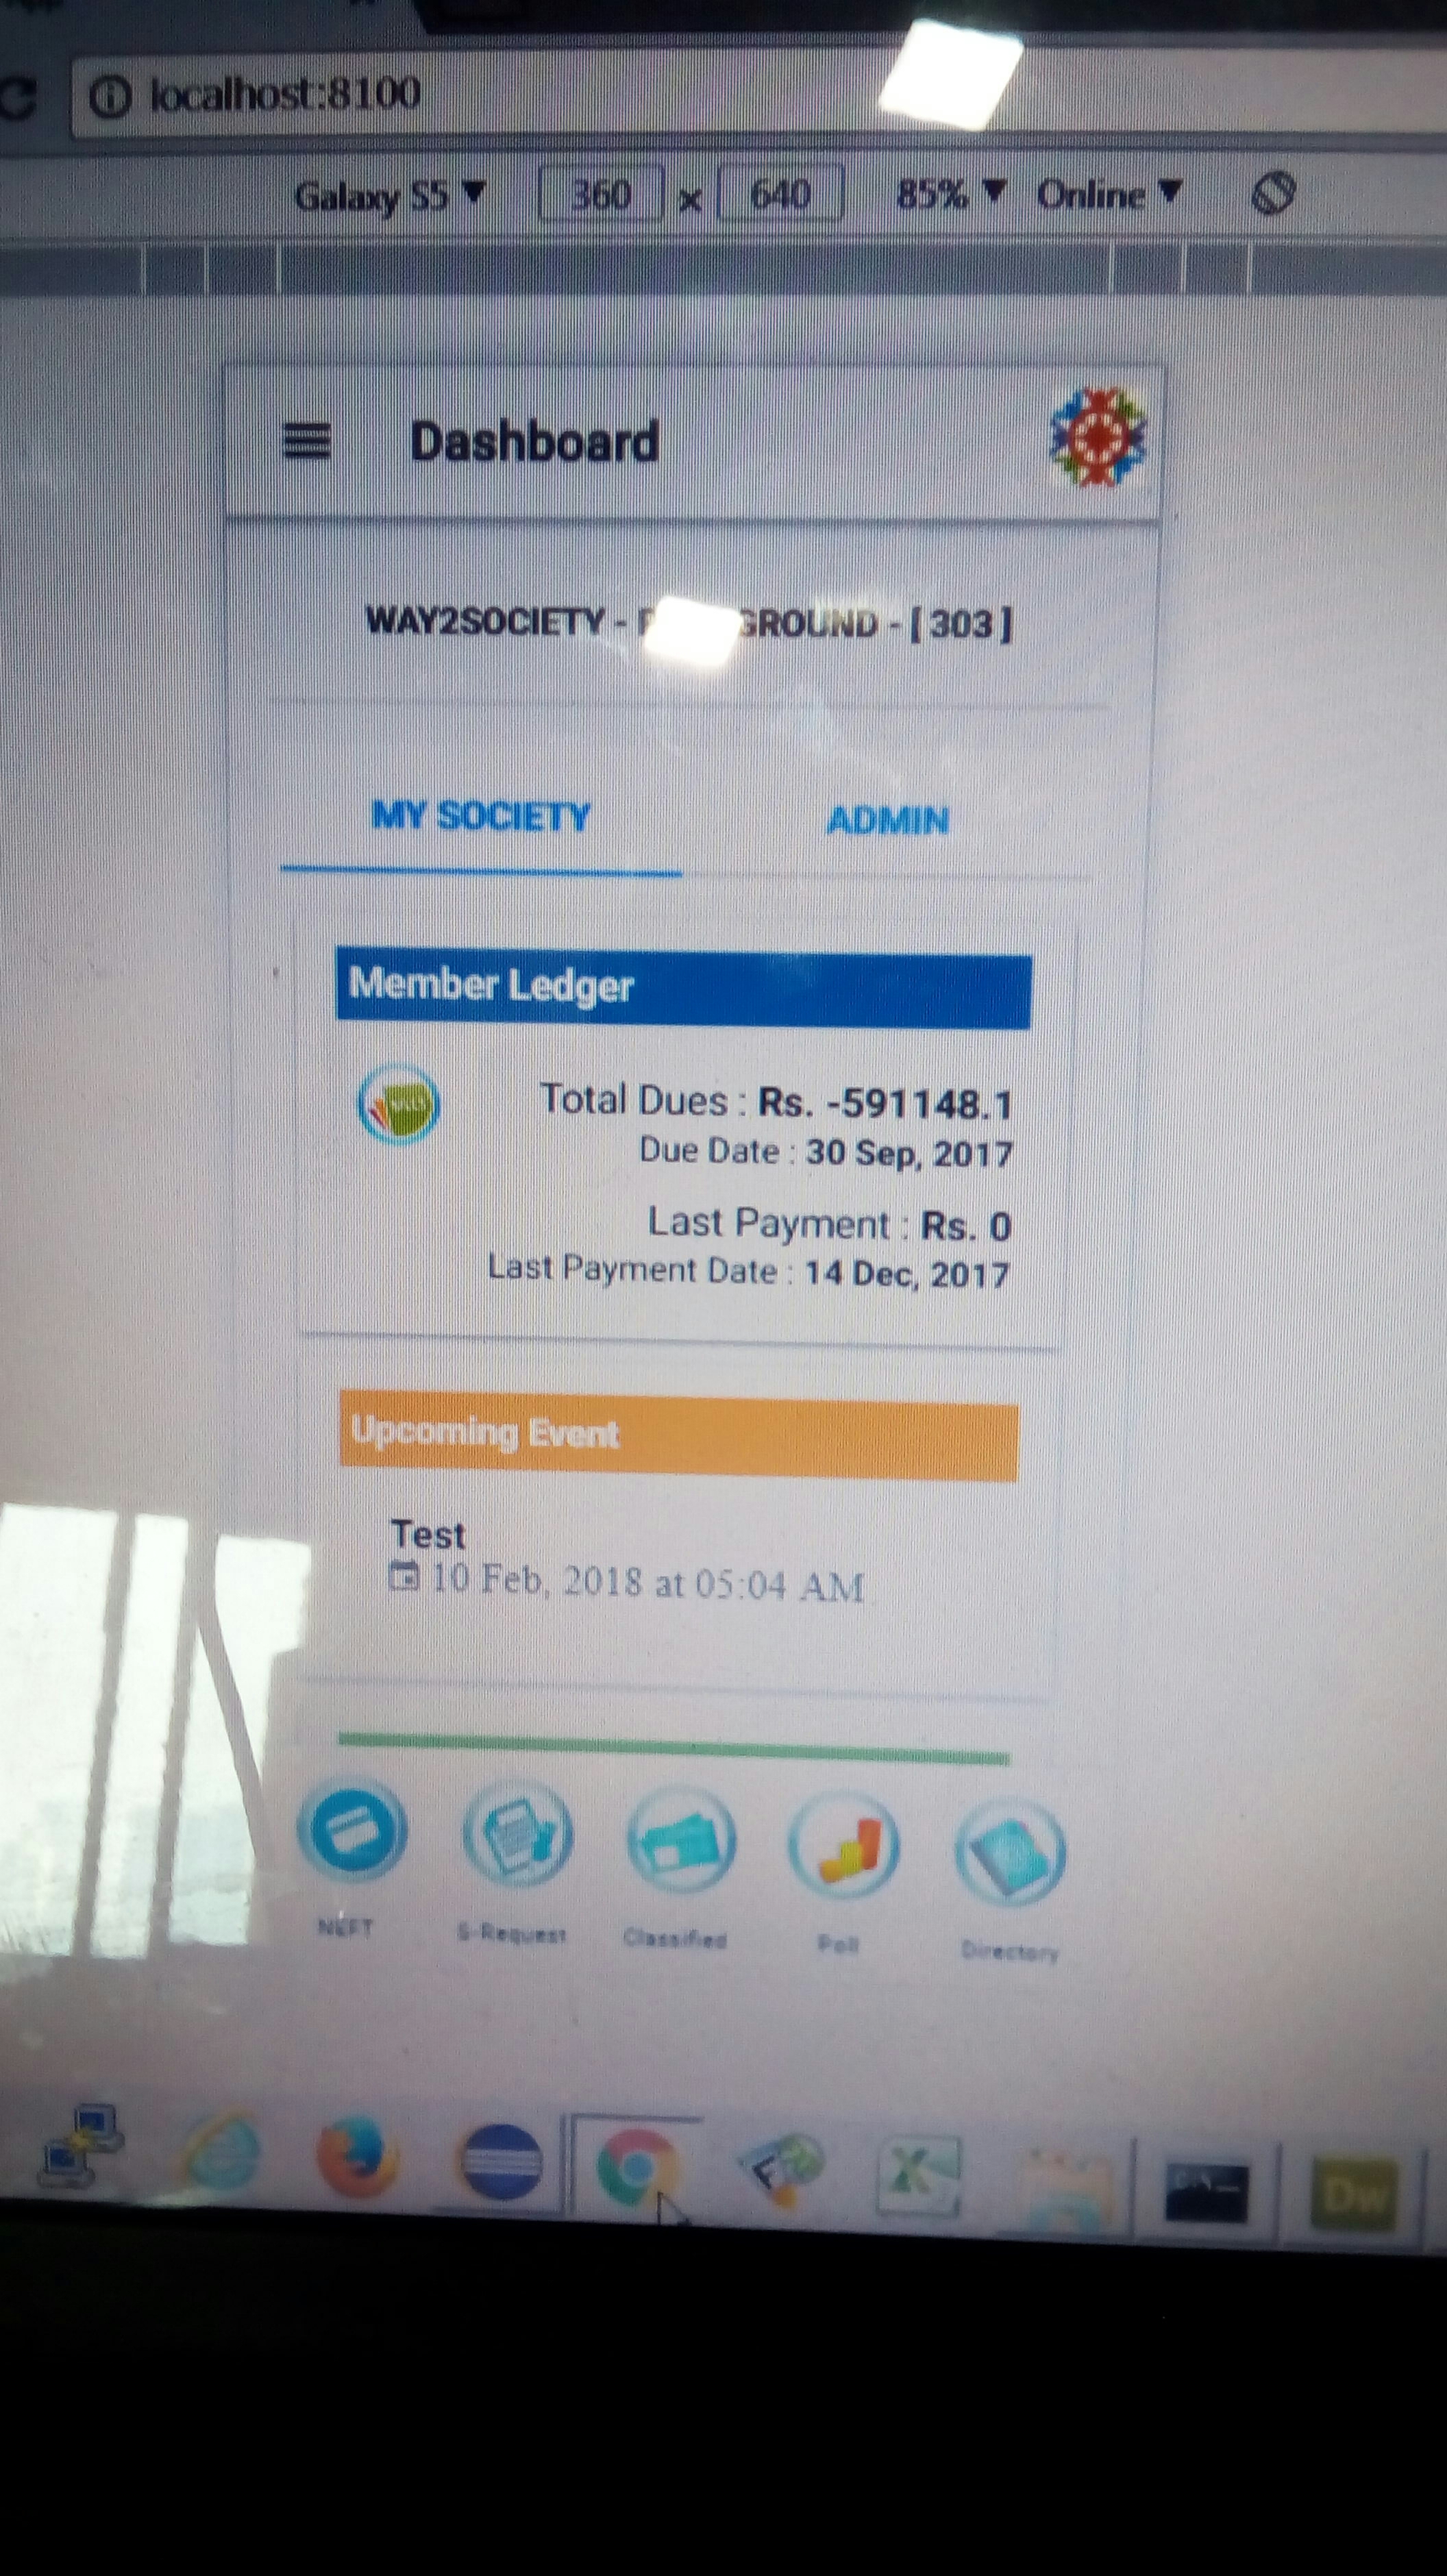 localhost:8100
Galaxy S5 360 x 640 85% Online
Dashboard
WAY2SOCIETY - GROUND - [ 303 ]
MY SOCIETY ADMIN
Member Ledger
Total Dues : Rs. -591148.1
Due Date : 30 Sep, 2017
Last Payment : Rs. 0
Last Payment Date : 14 Dec, 2017
Upcoming Event
Test
10 Feb, 2018 at 05:04 AM
NEFT S-Request Classified Poll Directory
Dw